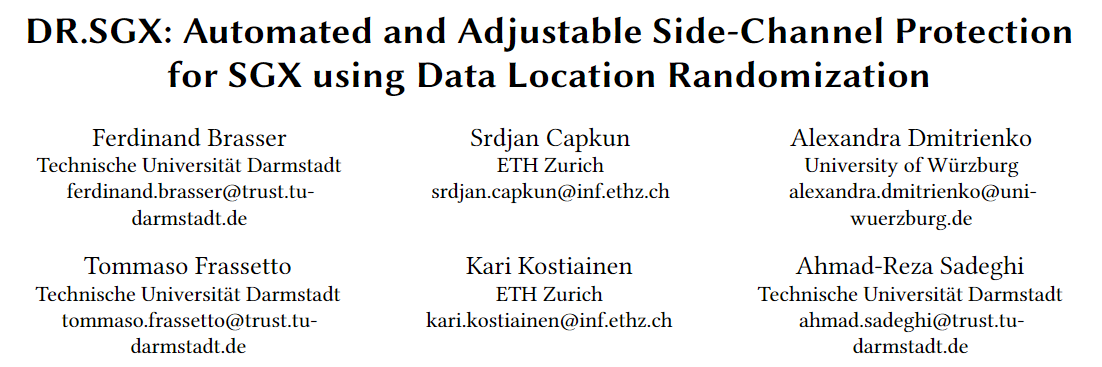 DR.SGX: Automated and Adjustable Side-Channel Protection
for SGX using Data Location Randomization
Ferdinand Brasser
Technische Universität Darmstadt
ferdinand.brasser@trust.tu-
darmstadt.de
Srdjan Capkun
ETH Zurich
srdjan.capkun@inf.ethz.ch
Alexandra Dmitrienko
University of Würzburg
alexandra.dmitrienko@uni-
wuerzburg.de
Tommaso Frassetto
Technische Universität Darmstadt
tommaso.frassetto@trust.tu-
darmstadt.de
Kari Kostiainen
ETH Zurich
kari.kostiainen@inf.ethz.ch
Ahmad-Reza Sadeghi
Technische Universität Darmstadt
ahmad.sadeghi@trust.tu-
darmstadt.de